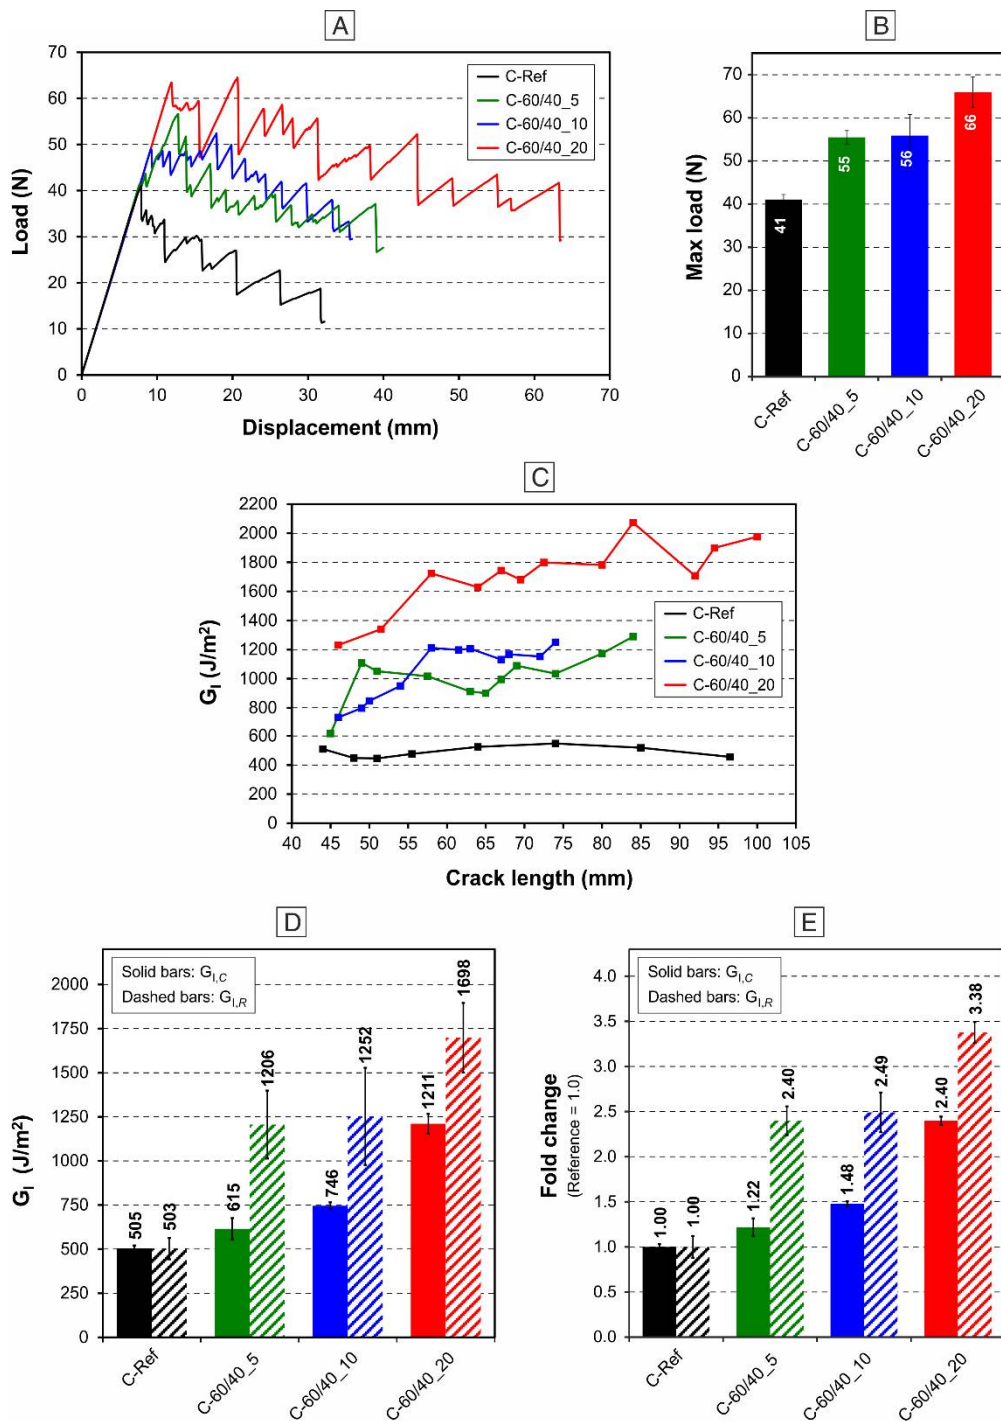 A
70
60
50
40
30
20
10
0
Load (N)
C-Ref
C-60/40_5
C-60/40_10
C-60/40_20
0 10 20 30 40 50 60 70
Displacement (mm)
B
70
60
50
40
30
20
10
0
Max load (N)
41
55
56
66
C-Ref
C-60/40_5
C-60/40_10
C-60/40_20
C
2200
2000
1800
1600
1400
1200
1000
800
600
400
200
0
G_I (J/m²)
C-Ref
C-60/40_5
C-60/40_10
C-60/40_20
40 45 50 55 60 65 70 75 80 85 90 95 100 105
Crack length (mm)
D
Solid bars: G_I,C
Dashed bars: G_I,R
2000
1750
1500
1250
1000
750
500
250
0
G_I (J/m²)
505
503
615
1206
746
1252
1211
1698
C-Ref
C-60/40_5
C-60/40_10
C-60/40_20
E
Solid bars: G_I,C
Dashed bars: G_I,R
4.0
3.5
3.0
2.5
2.0
1.5
1.0
0.5
0.0
Fold change
(Reference = 1.0)
1.00
1.00
1.22
2.40
1.48
2.49
2.40
3.38
C-Ref
C-60/40_5
C-60/40_10
C-60/40_20